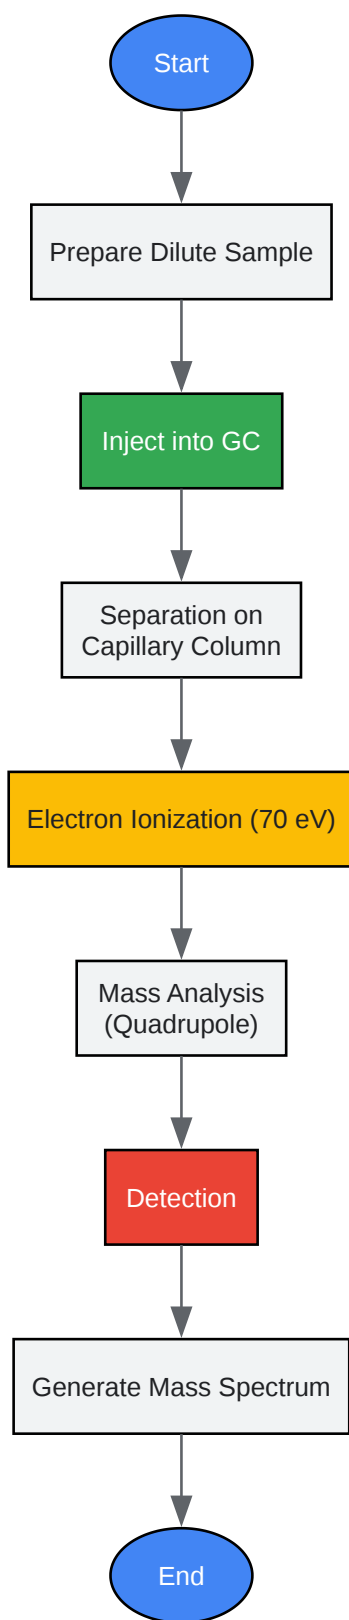 Start
Prepare Dilute Sample
Inject into GC
Separation on
Capillary Column
Electron Ionization (70 eV)
Mass Analysis
(Quadrupole)
Detection
Generate Mass Spectrum
End